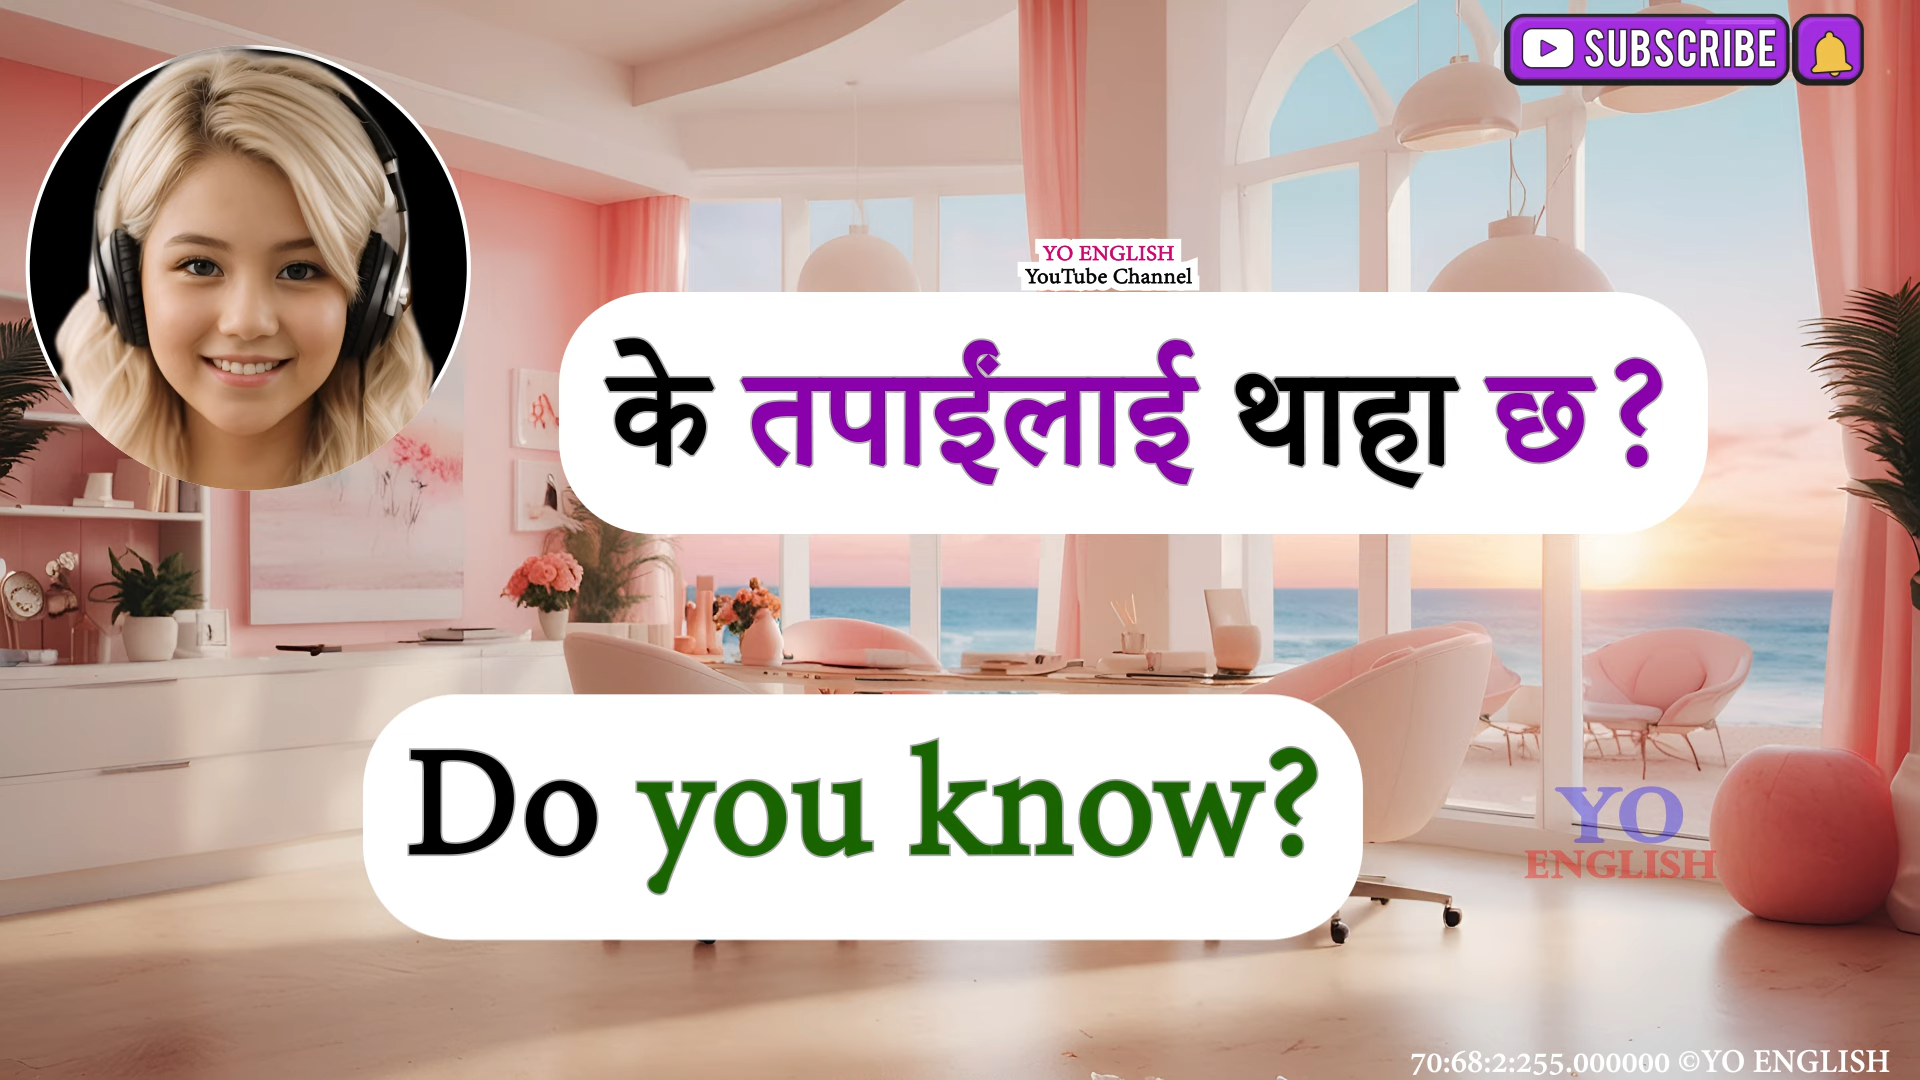 SUBSCRIBE
YO ENGLISH
YouTube Channel
के तपाईंलाई थाहा छ ?
Do you know?
YO
ENGLISH
70:68:2:255.000000 ©YO ENGLISH